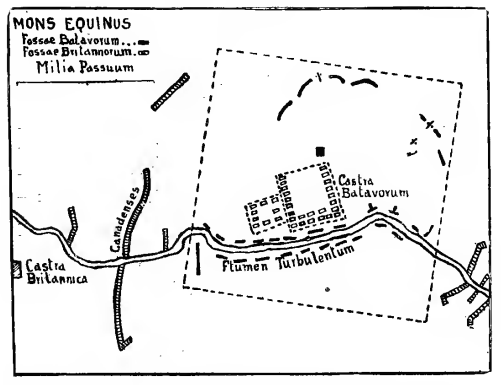 MONS EQUINUS
Fossae Batavorum...
Fossae Britannorum..
Milia Passuum
Canadenses
Castra
Batavorum
Castra
Britannica
Flumen Turbulentum